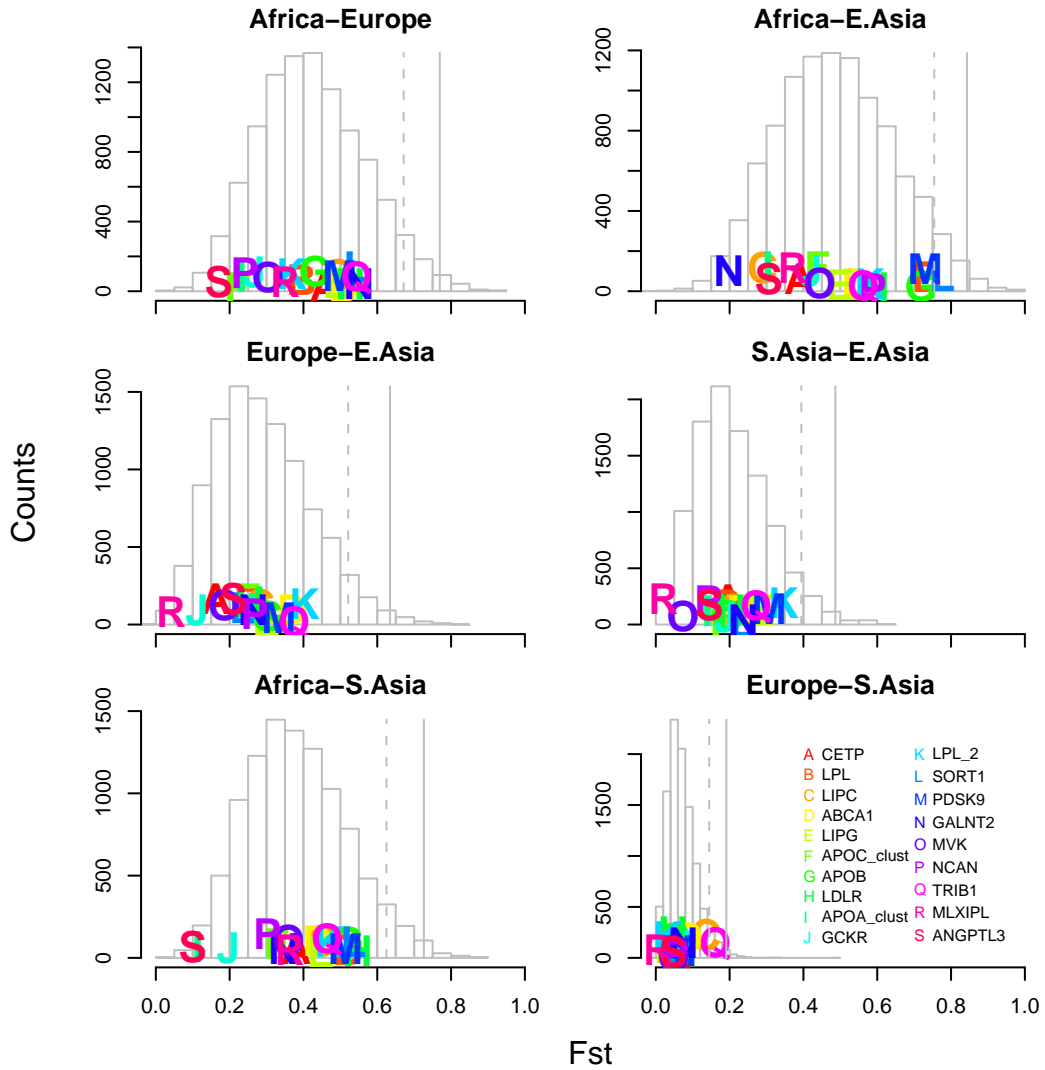 Africa−Europe
0 400 800 1200
S P O R G Q N
Africa−E.Asia
0 400 800 1200
N C S R A F O Q P G M L
Europe−E.Asia
0 500 1000 1500
R J A O S K Q
S.Asia−E.Asia
0 500 1500
R O P S A N Q M K
Africa−S.Asia
0 500 1000 1500
0.0 0.2 0.4 0.6 0.8 1.0
S J P O R Q M
Europe−S.Asia
0 500 1500
0.0 0.2 0.4 0.6 0.8 1.0
R S N C Q
A CETP
B LPL
C LIPC
D ABCA1
E LIPG
F APOC_clust
G APOB
H LDLR
I APOA_clust
J GCKR
K LPL_2
L SORT1
M PDSK9
N GALNT2
O MVK
P NCAN
Q TRIB1
R MLXIPL
S ANGPTL3
Counts
Fst